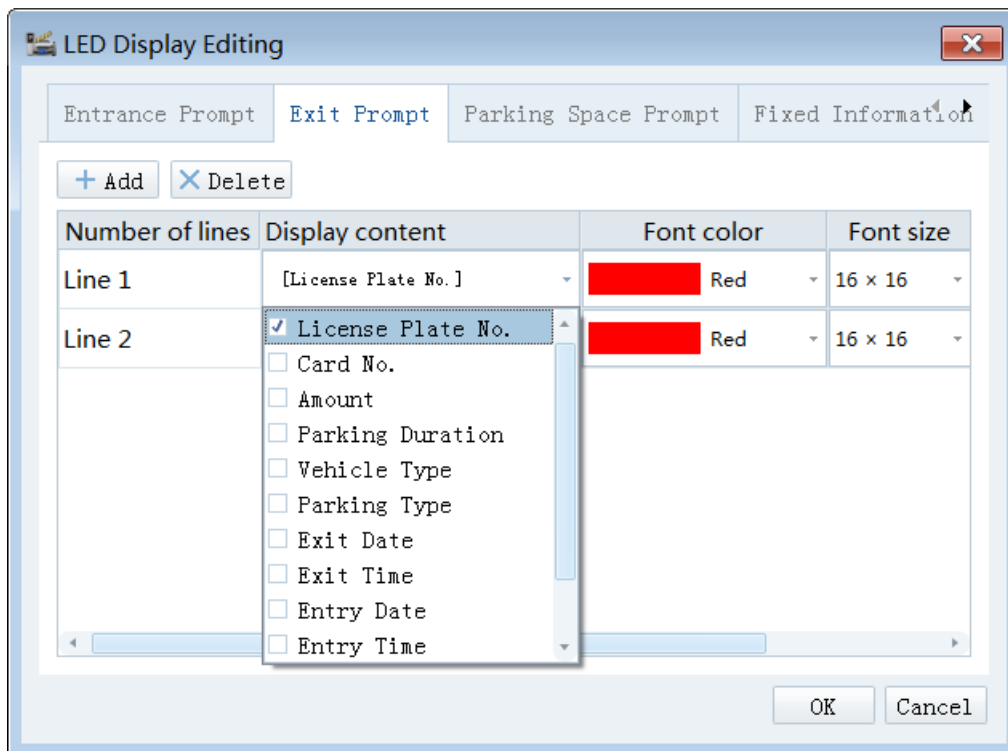 LED Display Editing
Entrance Prompt Exit Prompt Parking Space Prompt Fixed Information
Add Delete
Number of lines Display content Font color Font size
Line 1 [License Plate No.] Red 16 × 16
Line 2 Red 16 × 16
License Plate No.
Card No.
Amount
Parking Duration
Vehicle Type
Parking Type
Exit Date
Exit Time
Entry Date
Entry Time
OK Cancel